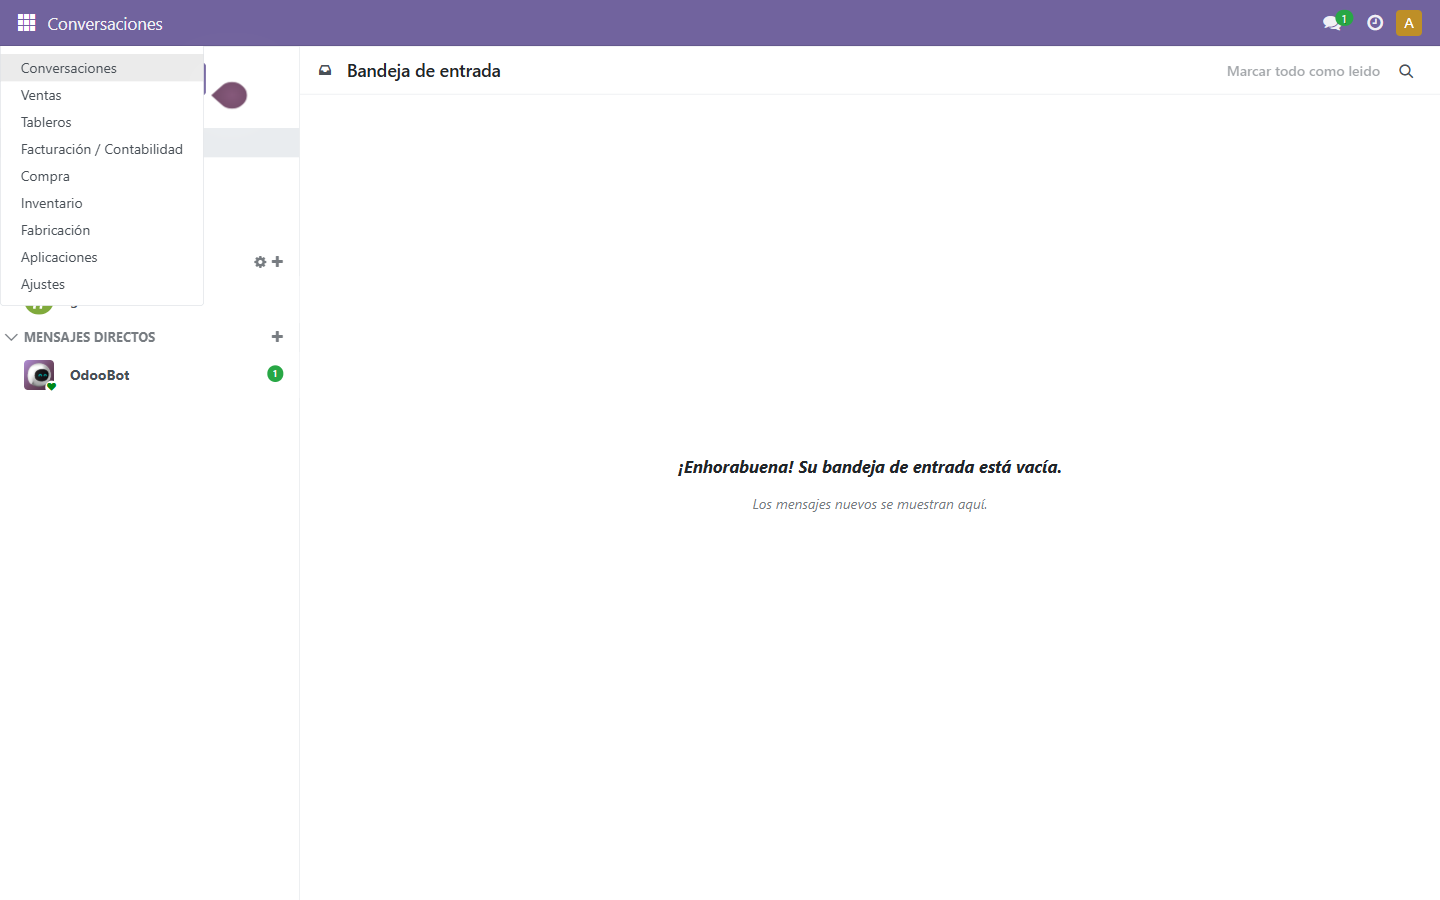 Conversaciones
1
A
Conversaciones
Ventas
Tableros
Facturación / Contabilidad
Compra
Inventario
Fabricación
Aplicaciones
Ajustes
MENSAJES DIRECTOS
OdooBot
1
Bandeja de entrada
Marcar todo como leido
¡Enhorabuena! Su bandeja de entrada está vacía.
Los mensajes nuevos se muestran aquí.